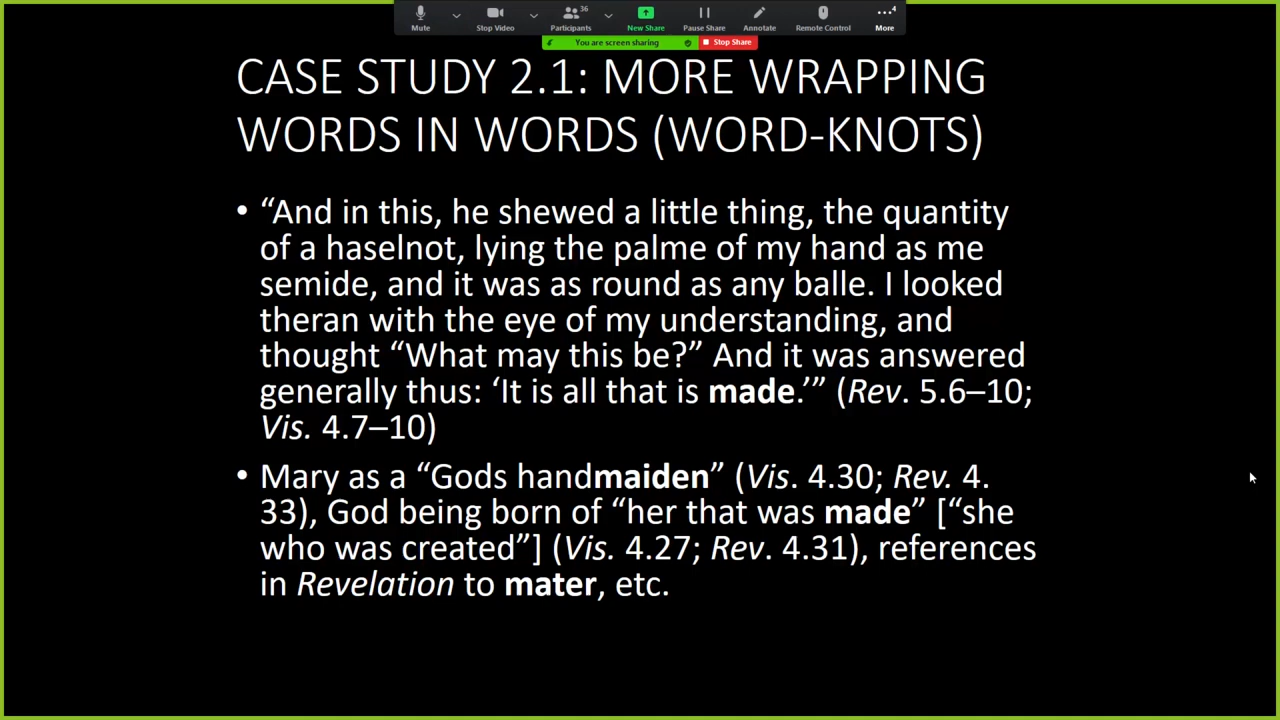 36
4
Mute
Stop Video
Participants
New Share
Pause Share
Annotate
Remote Control
More
You are screen sharing
Stop Share
CASE STUDY 2.1: MORE WRAPPING
WORDS IN WORDS (WORD-KNOTS)
• “And in this, he shewed a little thing, the quantity
of a haselnot, lying the palme of my hand as me
semide, and it was as round as any balle. I looked
theran with the eye of my understanding, and
thought “What may this be?” And it was answered
generally thus: ‘It is all that is made.’” (Rev. 5.6–10;
Vis. 4.7–10)
• Mary as a “Gods handmaiden” (Vis. 4.30; Rev. 4.
33), God being born of “her that was made” [“she
who was created”] (Vis. 4.27; Rev. 4.31), references
in Revelation to mater, etc.